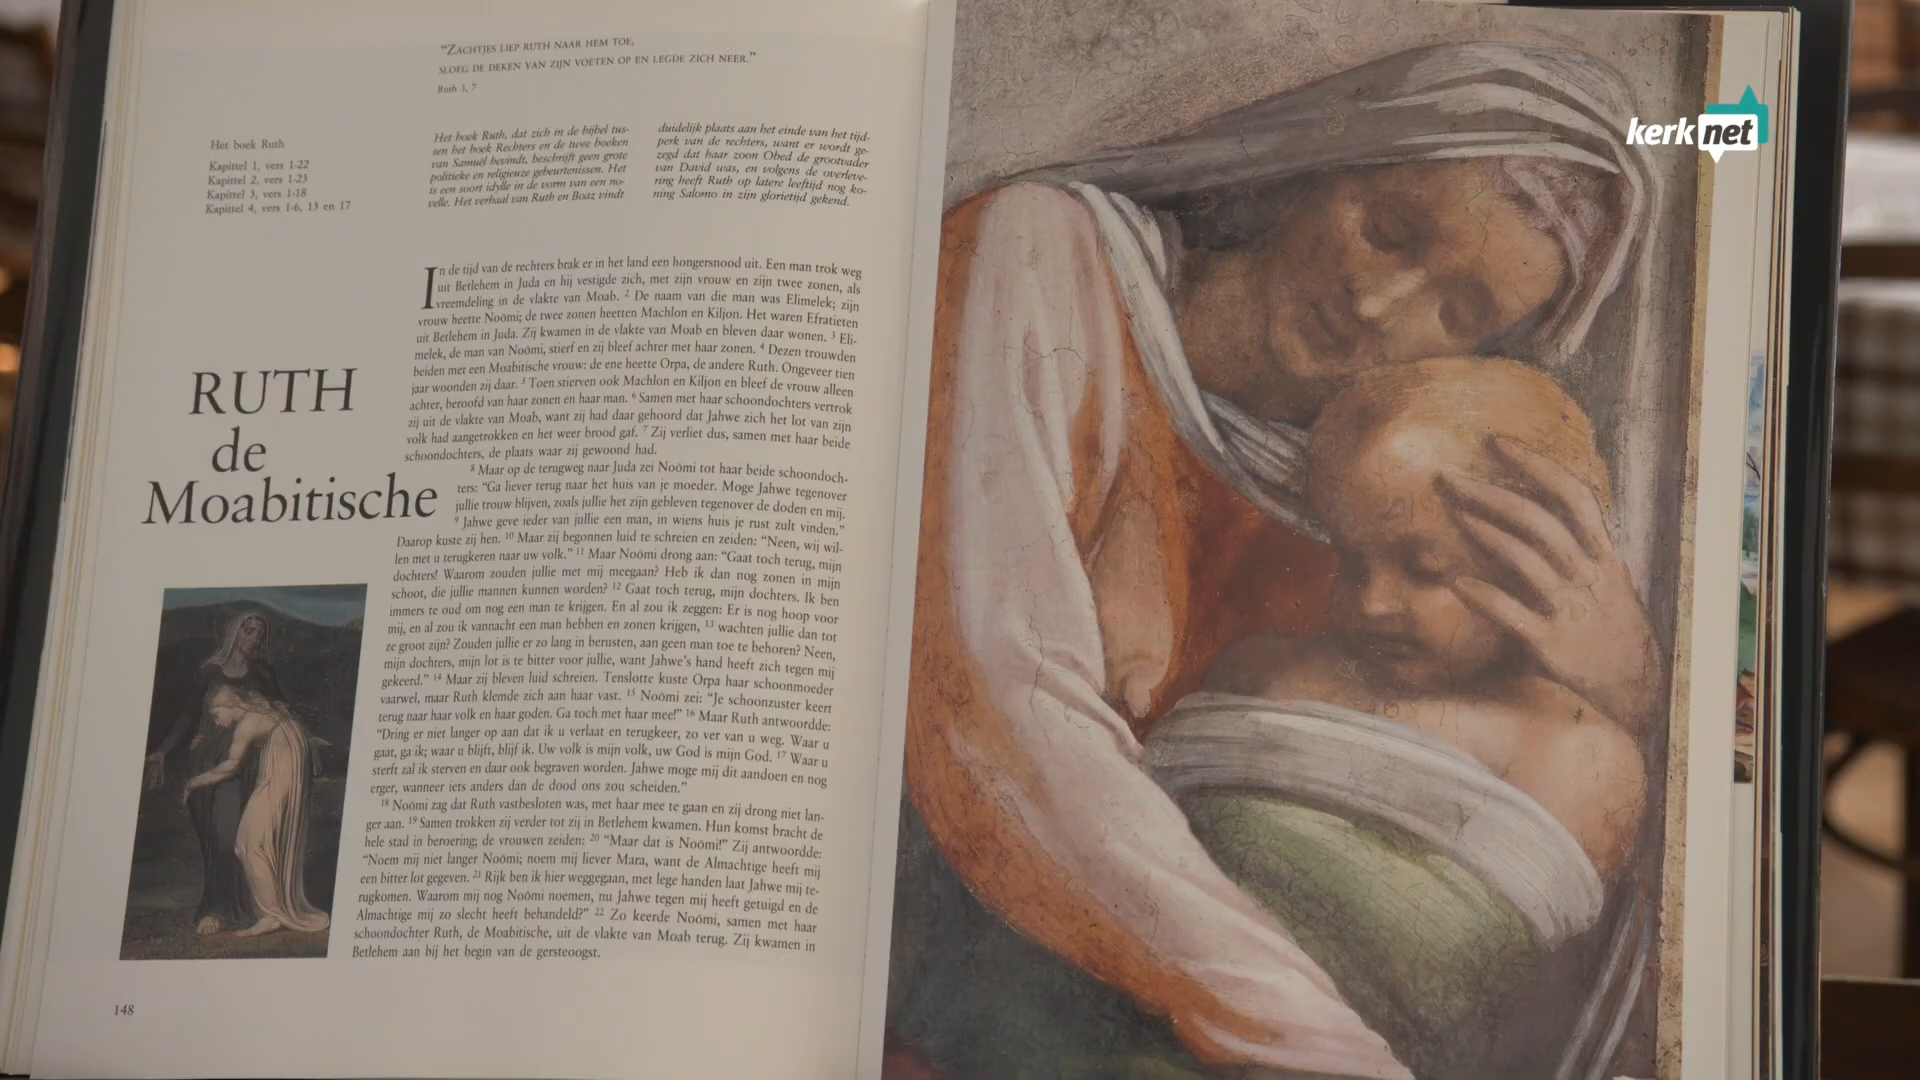 “ZACHTJES LIEP RUTH NAAR HEM TOE,
SLOEG DE DEKEN VAN ZIJN VOETEN OP EN LEGDE ZICH NEER.”
Ruth 3, 7
Het boek Ruth
Kapittel 1, vers 1-22
Kapittel 2, vers 1-23
Kapittel 3, vers 1-18
Kapittel 4, vers 1-6, 13 en 17
Het boek Ruth, dat zich in de bijbel tus-
sen het boek Rechters en de twee boeken
van Samuël bevindt, beschrijft geen grote
politieke en religieuze gebeurtenissen. Het
is een soort idylle in de vorm van een no-
velle. Het verhaal van Ruth en Boaz vindt
duidelijk plaats aan het einde van het tijd-
perk van de rechters, want er wordt ge-
zegd dat haar zoon Obed de grootvader
van David was, en volgens de overleve-
ring heeft Ruth op latere leeftijd nog ko-
ning Salomo in zijn glorietijd gekend.
RUTH
de
Moabitische
In de tijd van de rechters brak er in het land een hongersnood uit. Een man trok weg
uit Betlehem in Juda en hij vestigde zich, met zijn vrouw en zijn twee zonen, als
vreemdeling in de vlakte van Moab. 2 De naam van die man was Elimelek; zijn
vrouw heette Noömi; de twee zonen heetten Machlon en Kiljon. Het waren Efratieten
uit Betlehem in Juda. Zij kwamen in de vlakte van Moab en bleven daar wonen. 3 Eli-
melek, de man van Noömi, stierf en zij bleef achter met haar zonen. 4 Dezen trouwden
beiden met een Moabitische vrouw: de ene heette Orpa, de andere Ruth. Ongeveer tien
jaar woonden zij daar. 5 Toen stierven ook Machlon en Kiljon en bleef de vrouw alleen
achter, beroofd van haar zonen en haar man. 6 Samen met haar schoondochters vertrok
zij uit de vlakte van Moab, want zij had daar gehoord dat Jahwe zich het lot van zijn
volk had aangetrokken en het weer brood gaf. 7 Zij verliet dus, samen met haar beide
schoondochters, de plaats waar zij gewoond had.
8 Maar op de terugweg naar Juda zei Noömi tot haar beide schoondoch-
ters: “Ga liever terug naar het huis van je moeder. Moge Jahwe tegenover
jullie trouw blijven, zoals jullie het zijn gebleven tegenover de doden en mij.
9 Jahwe geve ieder van jullie een man, in wiens huis je rust zult vinden.”
Daarop kuste zij hen. 10 Maar zij begonnen luid te schreien en zeiden: “Neen, wij wil-
len met u terugkeren naar uw volk.” 11 Maar Noömi drong aan: “Gaat toch terug, mijn
dochters! Waarom zouden jullie met mij meegaan? Heb ik dan nog zonen in mijn
schoot, die jullie mannen kunnen worden? 12 Gaat toch terug, mijn dochters. Ik ben
immers te oud om nog een man te krijgen. En al zou ik zeggen: Er is nog hoop voor
mij, en al zou ik vannacht een man hebben en zonen krijgen, 13 wachten jullie dan tot
ze groot zijn? Zouden jullie er zo lang in berusten, aan geen man toe te behoren? Neen,
mijn dochters, mijn lot is te bitter voor jullie, want Jahwe’s hand heeft zich tegen mij
gekeerd.” 14 Maar zij bleven luid schreien. Tenslotte kuste Orpa haar schoonmoeder
vaarwel, maar Ruth klemde zich aan haar vast. 15 Noömi zei: “Je schoonzuster keert
terug naar haar volk en haar goden. Ga toch met haar mee!” 16 Maar Ruth antwoordde:
“Dring er niet langer op aan dat ik u verlaat en terugkeer, zo ver van u weg. Waar u
gaat, ga ik; waar u blijft, blijf ik. Uw volk is mijn volk, uw God is mijn God. 17 Waar u
sterft zal ik sterven en daar ook begraven worden. Jahwe moge mij dit aandoen en nog
erger, wanneer iets anders dan de dood ons zou scheiden.”
18 Noömi zag dat Ruth vastbesloten was, met haar mee te gaan en zij drong niet lan-
ger aan. 19 Samen trokken zij verder tot zij in Betlehem kwamen. Hun komst bracht de
hele stad in beroering; de vrouwen zeiden: 20 “Maar dat is Noömi!” Zij antwoordde:
“Noem mij niet langer Noömi; noem mij liever Mara, want de Almachtige heeft mij
een bitter lot gegeven. 21 Rijk ben ik hier weggegaan, met lege handen laat Jahwe mij te-
rugkomen. Waarom mij nog Noömi noemen, nu Jahwe tegen mij heeft getuigd en de
Almachtige mij zo slecht heeft behandeld?” 22 Zo keerde Noömi, samen met haar
schoondochter Ruth, de Moabitische, uit de vlakte van Moab terug. Zij kwamen in
Betlehem aan bij het begin van de gersteoogst.
148
kerknet